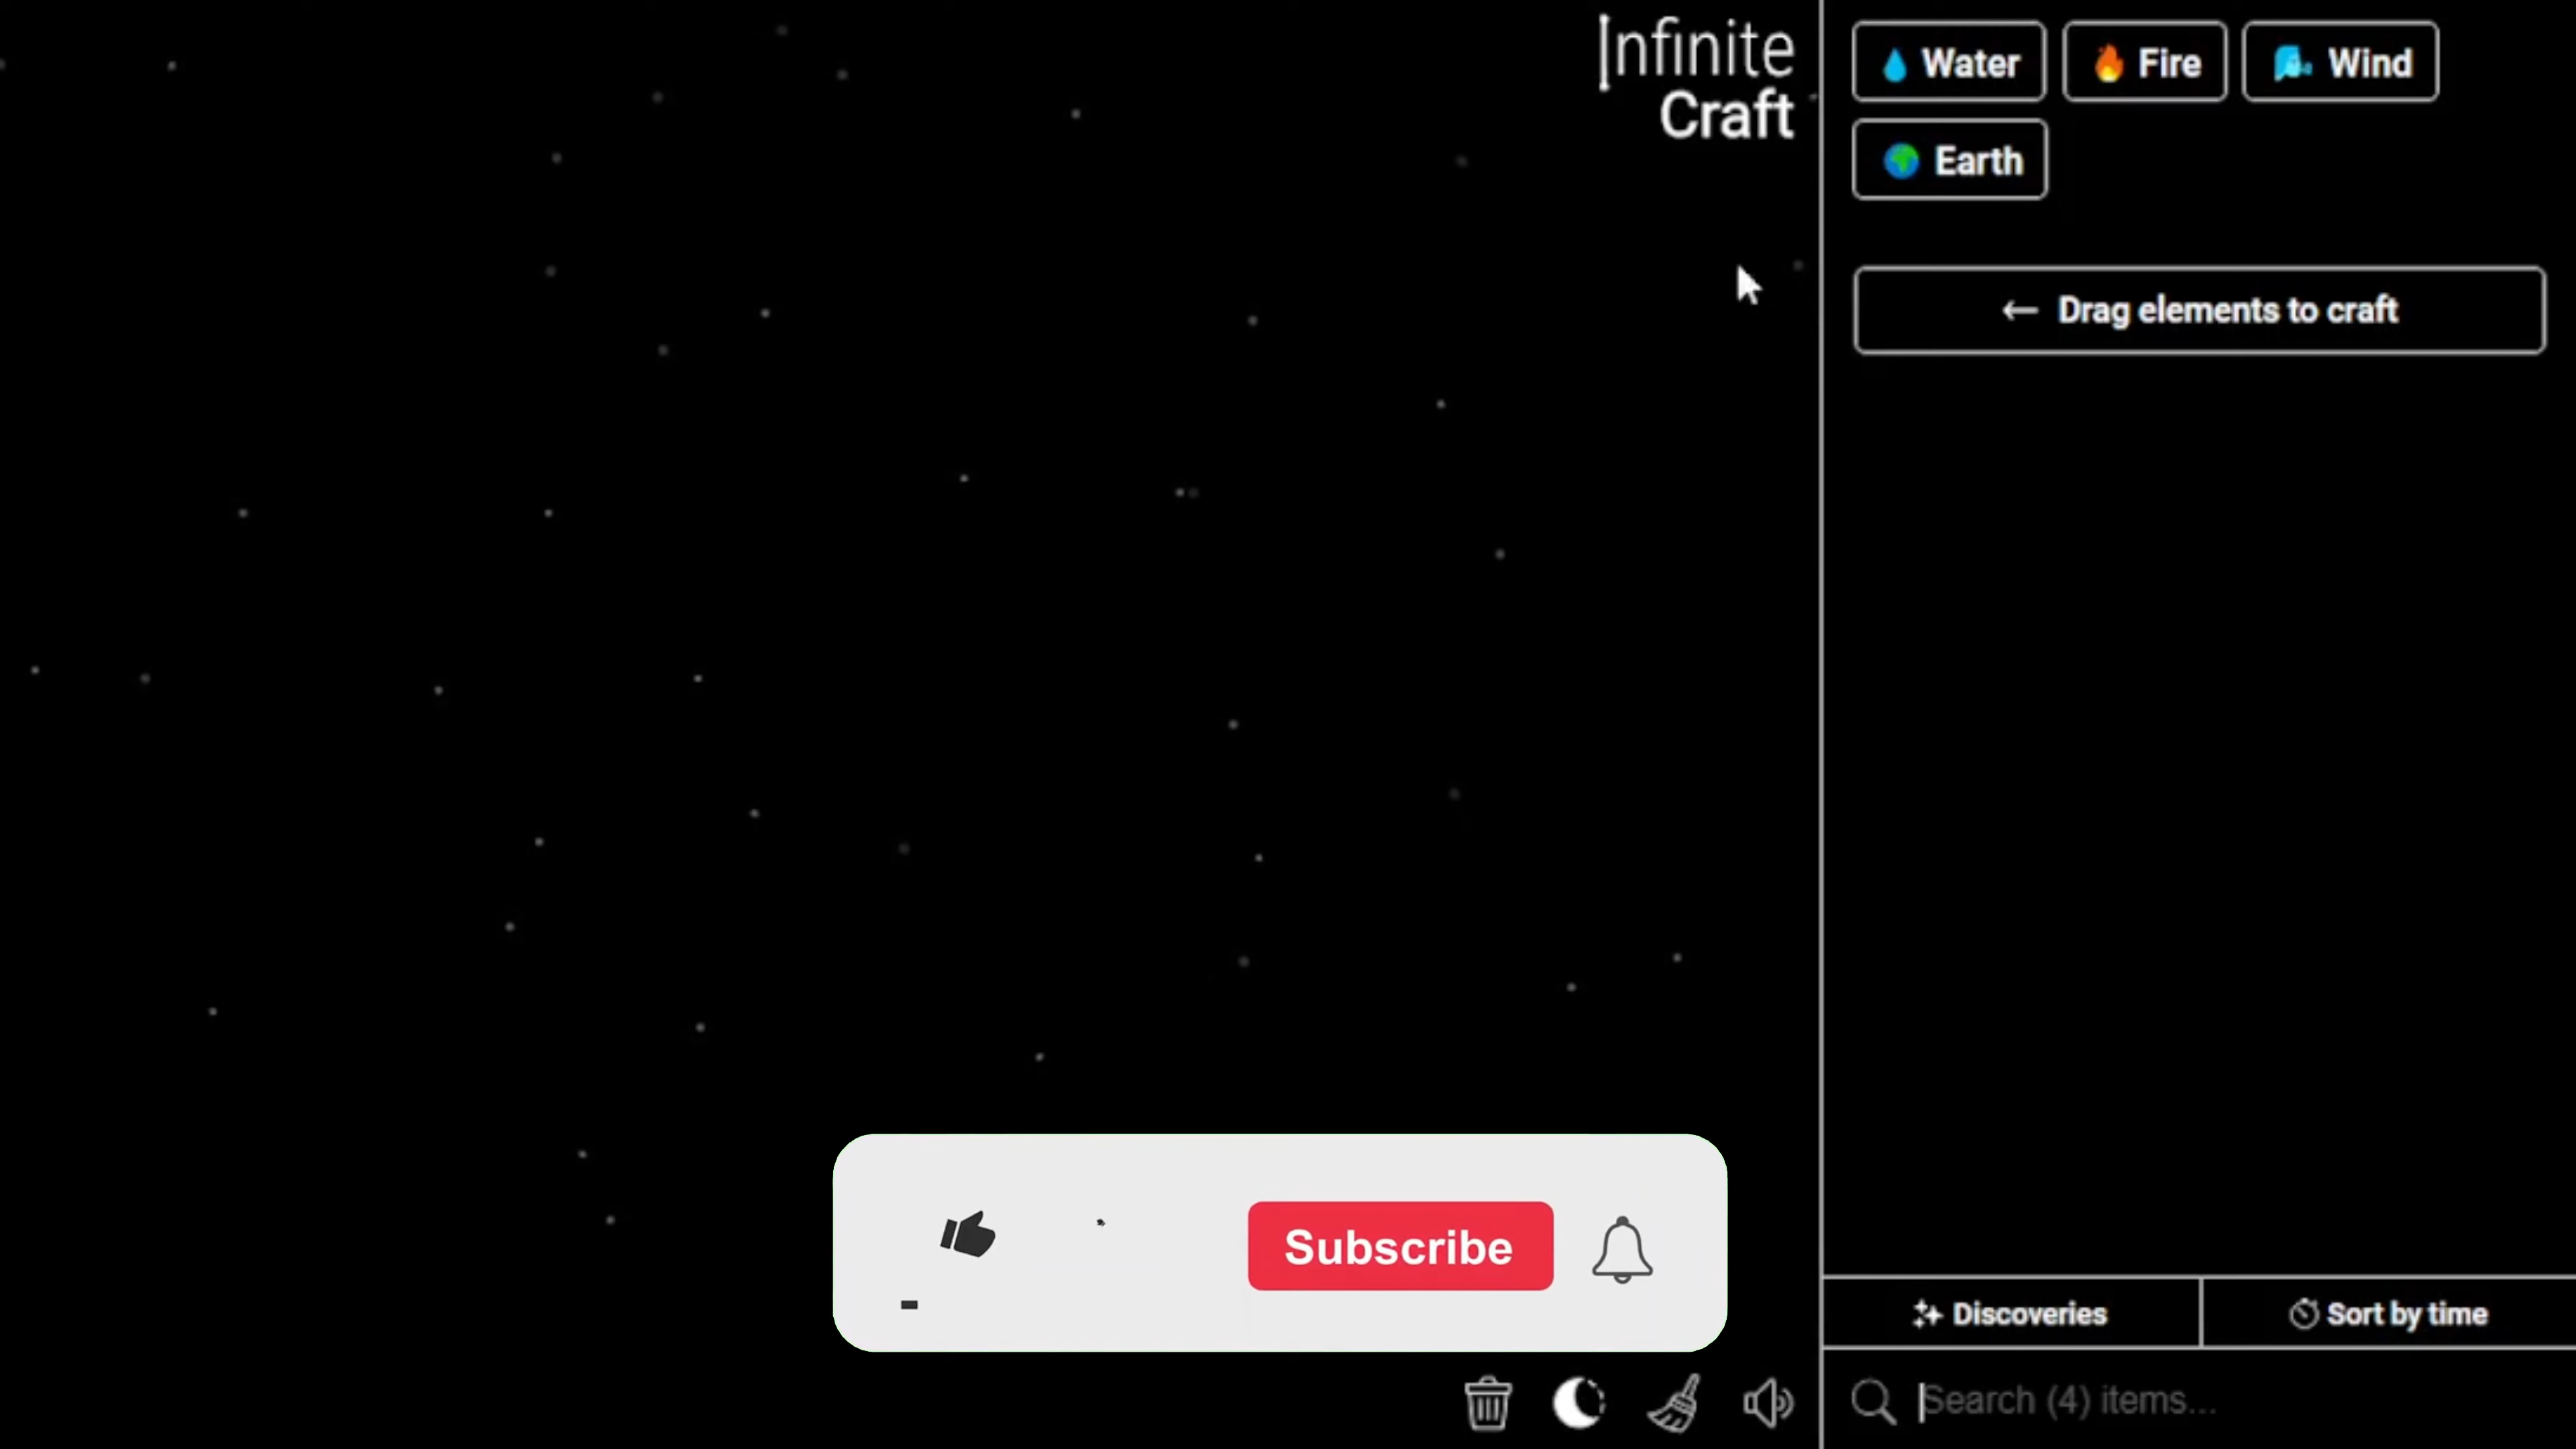 Infinite
Craft
Water
Fire
Wind
Earth
← Drag elements to craft
Subscribe
Discoveries
Sort by time
Search (4) items...